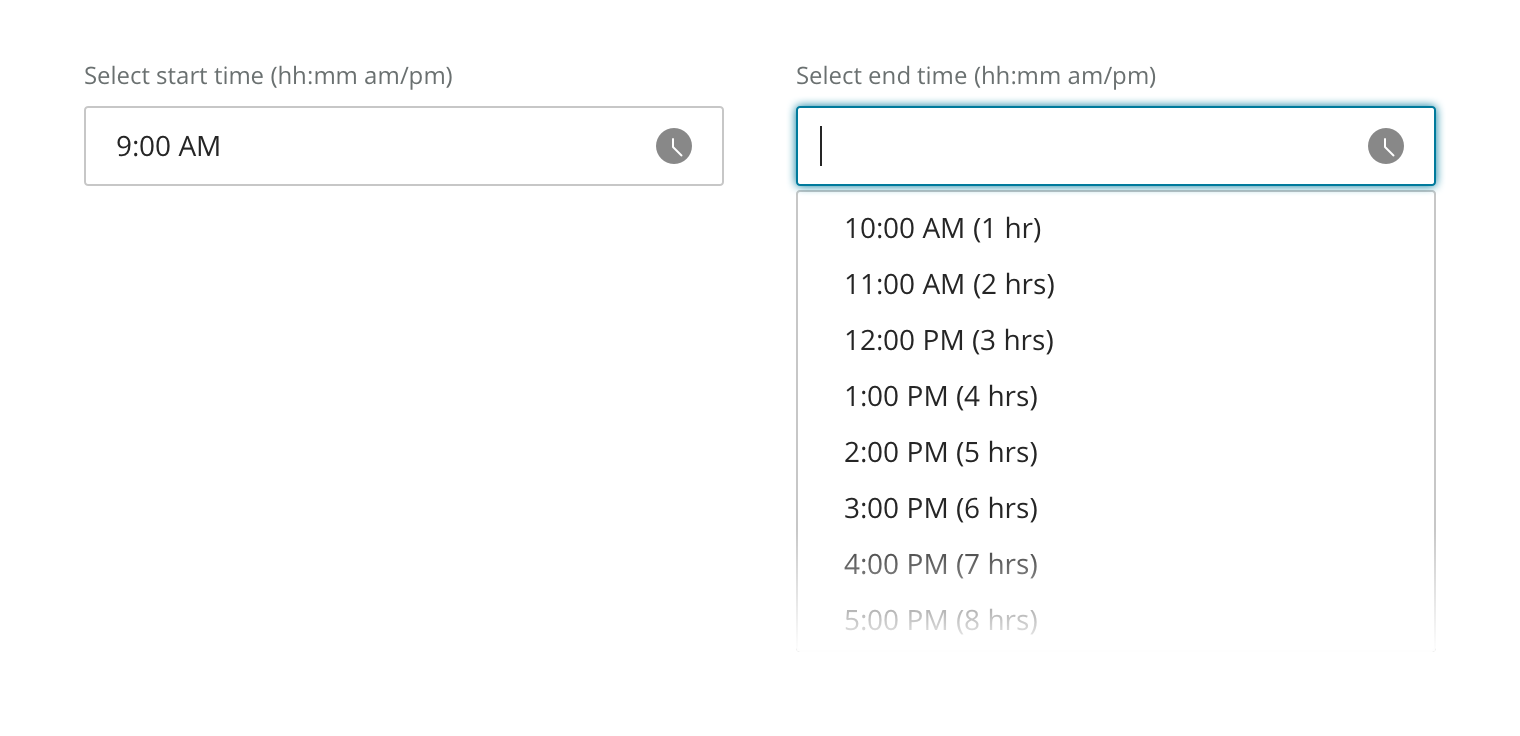 Select start time (hh:mm am/pm)
9:00 AM
Select end time (hh:mm am/pm)
10:00 AM (1 hr)
11:00 AM (2 hrs)
12:00 PM (3 hrs)
1:00 PM (4 hrs)
2:00 PM (5 hrs)
3:00 PM (6 hrs)
4:00 PM (7 hrs)
5:00 PM (8 hrs)